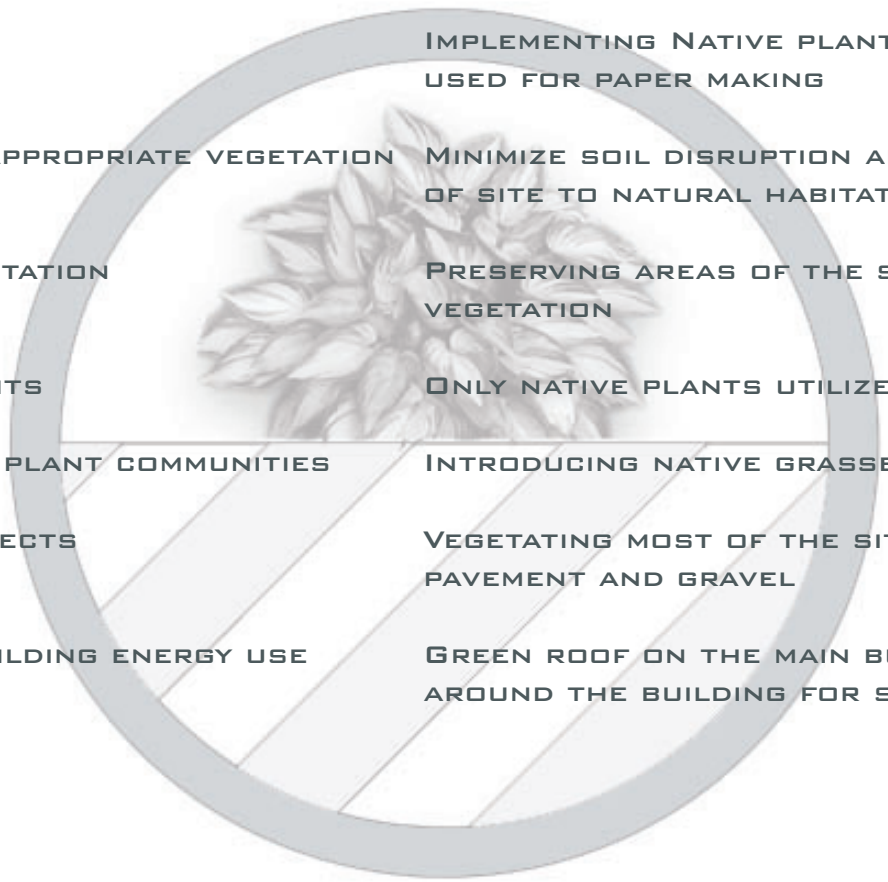 Implementing Native plant
used for paper making
appropriate vegetation Minimize soil disruption a
of site to natural habitat
tation Preserving areas of the s
vegetation
ts Only native plants utilize
plant communities Introducing native grasse
ects Vegetating most of the sit
pavement and gravel
ilding energy use Green roof on the main bu
around the building for s